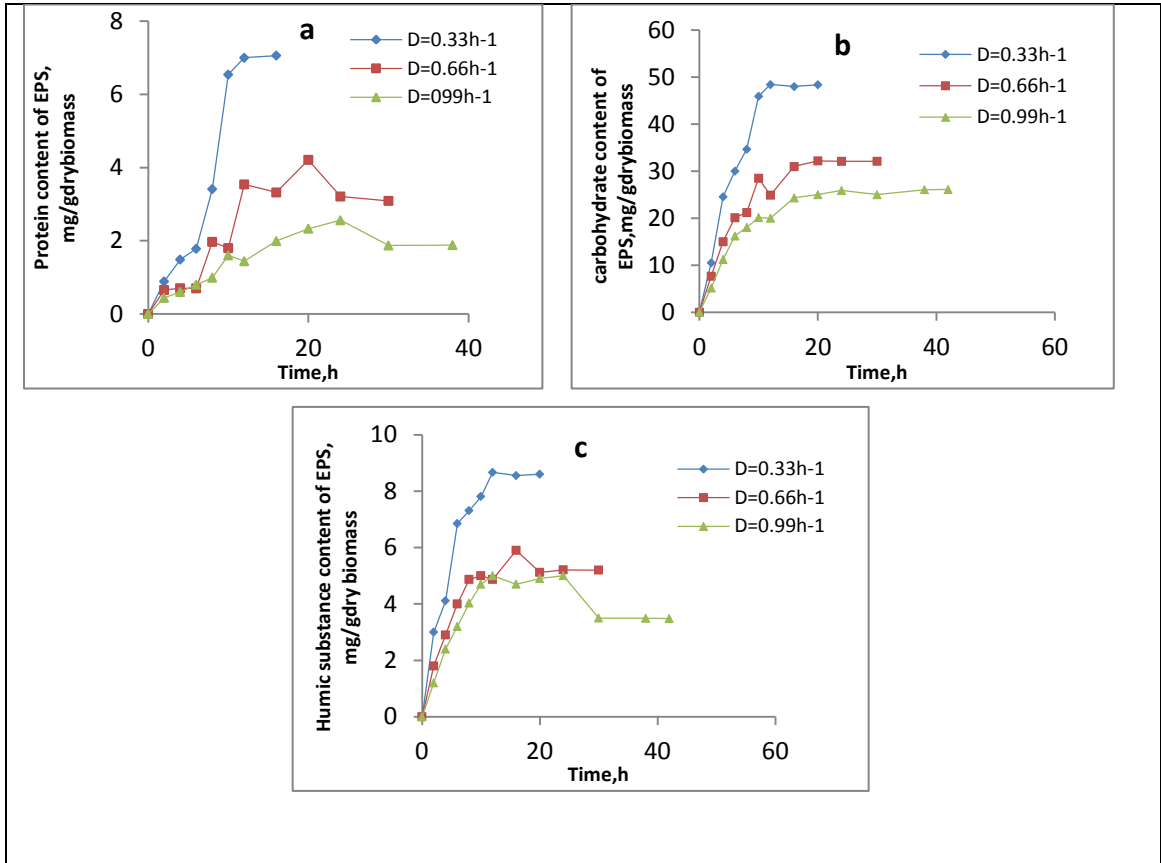 a
Protein content of EPS,
mg/gdrybiomass
8
6
4
2
0
0
20
40
Time,h
D=0.33h-1
D=0.66h-1
D=099h-1
b
carbohydrate content of
EPS,mg/gdrybiomass
60
50
40
30
20
10
0
0
20
40
60
Time,h
D=0.33h-1
D=0.66h-1
D=0.99h-1
c
Humic substance content of EPS,
mg/gdry biomass
10
8
6
4
2
0
0
20
40
60
Time,h
D=0.33h-1
D=0.66h-1
D=0.99h-1